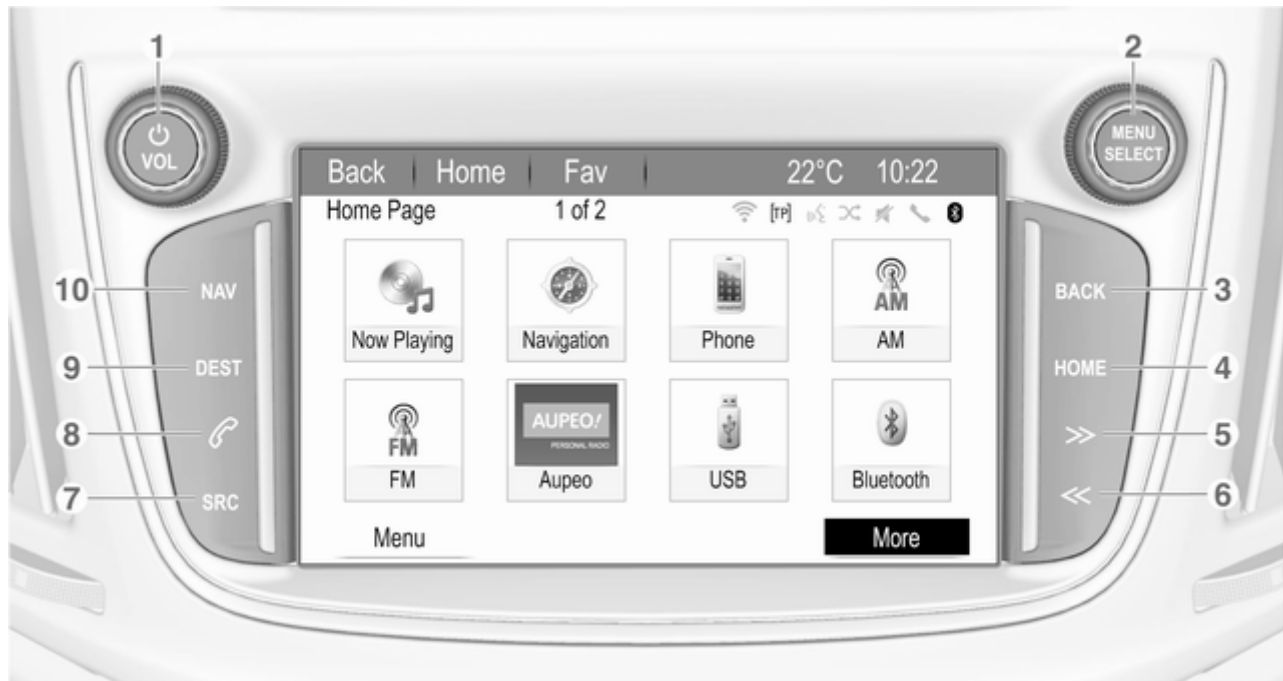 1
2
VOL
MENU
SELECT
Back Home Fav 22°C 10:22
Home Page 1 of 2 [TP]
10 NAV
BACK 3
AM
Now Playing Navigation Phone AM
9 DEST
HOME 4
8
5
FM
AUPEO!
PERSONAL RADIO
FM Aupeo USB Bluetooth
7 SRC
6
Menu More